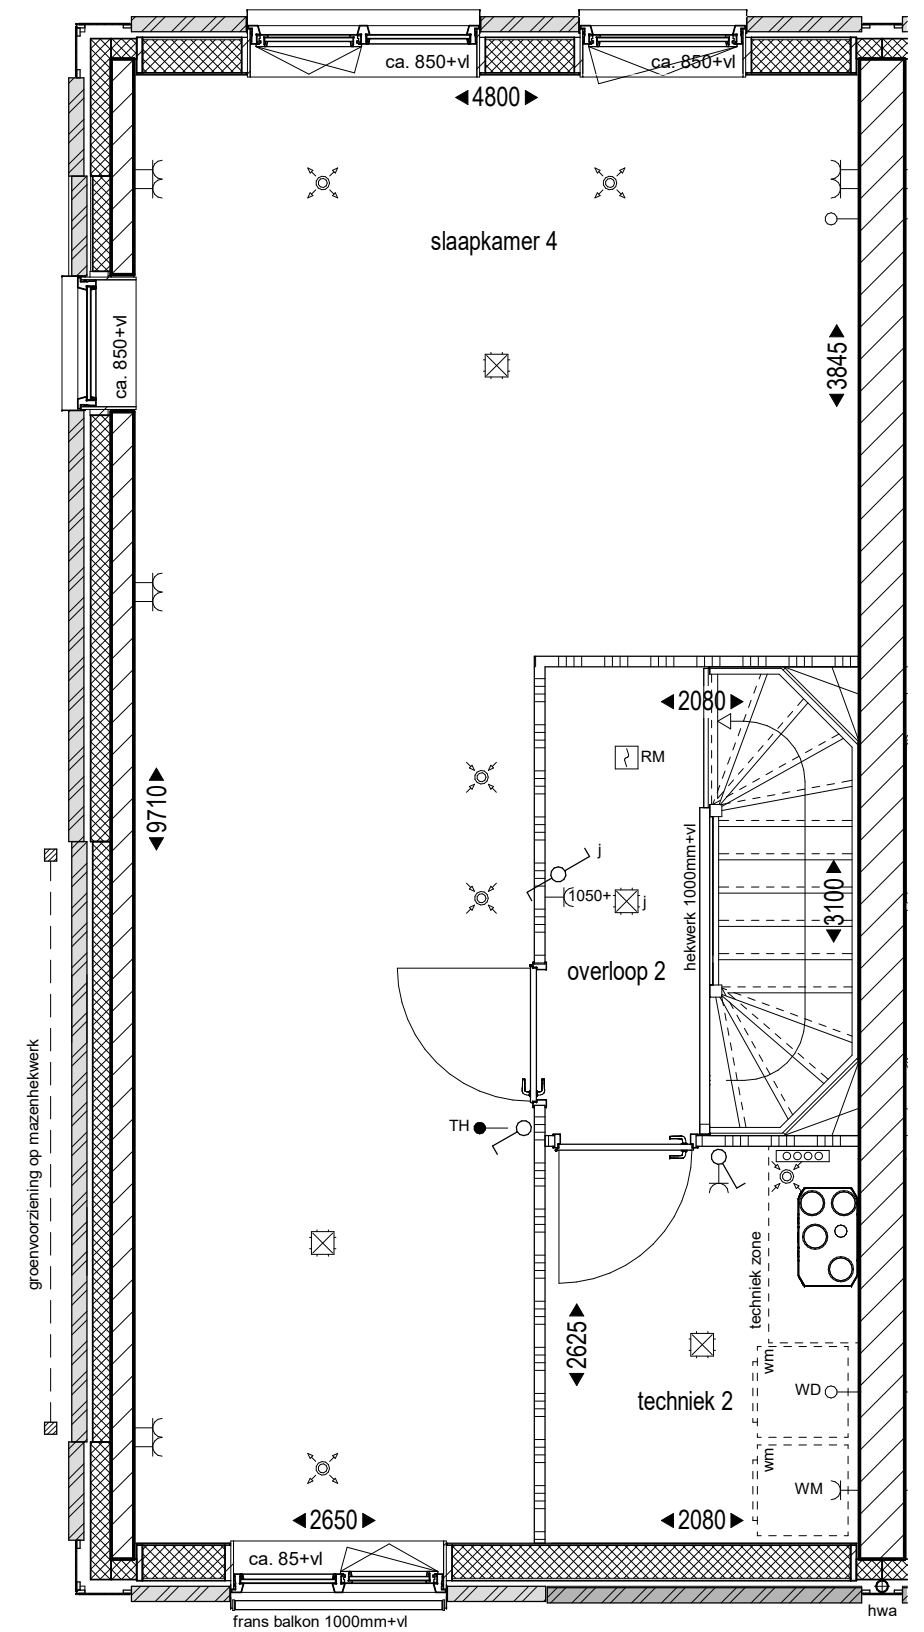 ca. 850+vl
ca. 850+vl
4800
slaapkamer 4
ca. 850+vl
3845
2080
RM
9710
hekwerk 1000mm+vl
j
1050+
j
3100
overloop 2
groenvoorziening op mazenhekwerk
TH
techniek zone
2625
wm
WD
techniek 2
wm
WM
2650
2080
ca. 85+vl
frans balkon 1000mm+vl
hwa